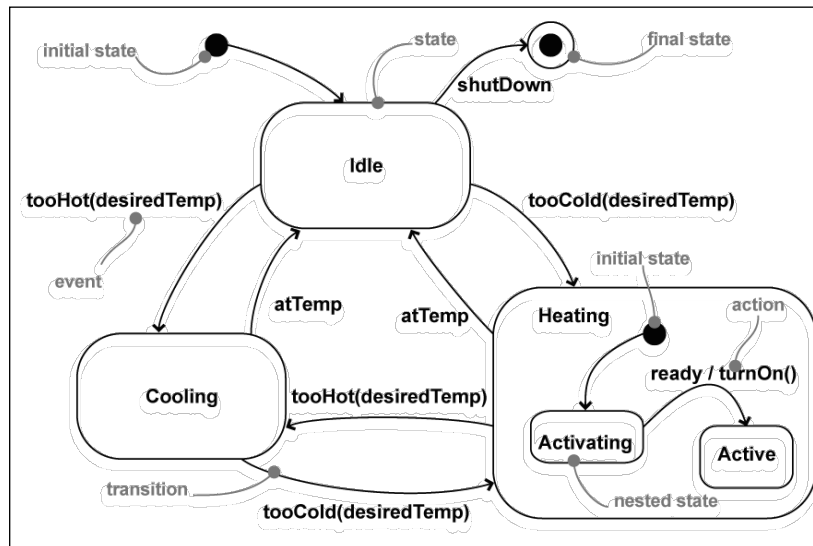 initial state
state
final state
shutDown
Idle
tooHot(desiredTemp)
tooCold(desiredTemp)
event
initial state
atTemp
atTemp
Heating
action
ready / turnOn()
Cooling
tooHot(desiredTemp)
Activating
Active
transition
nested state
tooCold(desiredTemp)